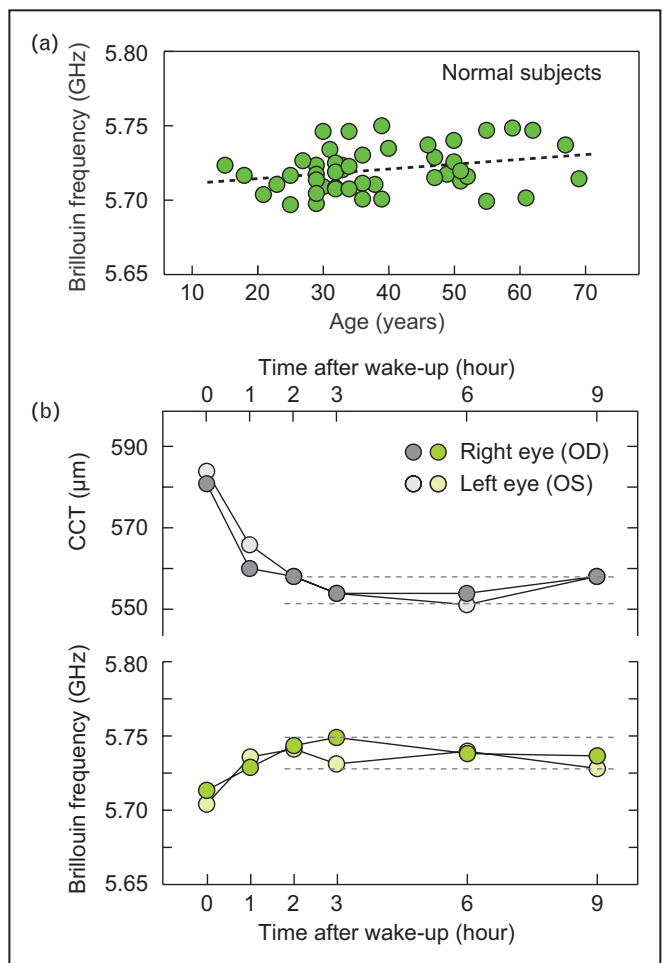 (a)
5.80
5.75
5.70
5.65
Brillouin frequency (GHz)
Normal subjects
10 20 30 40 50 60 70
Age (years)
Time after wake-up (hour)
0 1 2 3 6 9
(b)
590
570
550
CCT (µm)
Right eye (OD)
Left eye (OS)
5.80
5.75
5.70
5.65
Brillouin frequency (GHz)
0 1 2 3 6 9
Time after wake-up (hour)